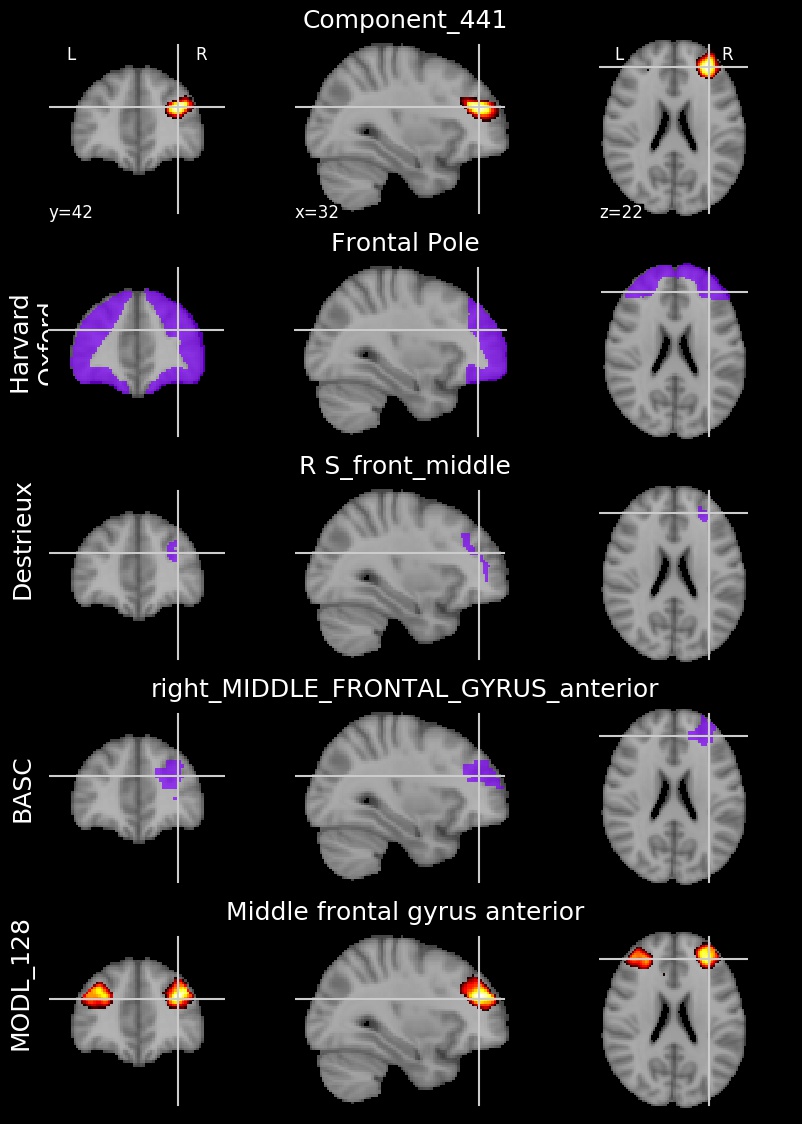 Component_441
L R L R
y=42 x=32 z=22
Frontal Pole
Harvard
R S_front_middle
Destrieux
right_MIDDLE_FRONTAL_GYRUS_anterior
BASC
Middle frontal gyrus anterior
MODL_128